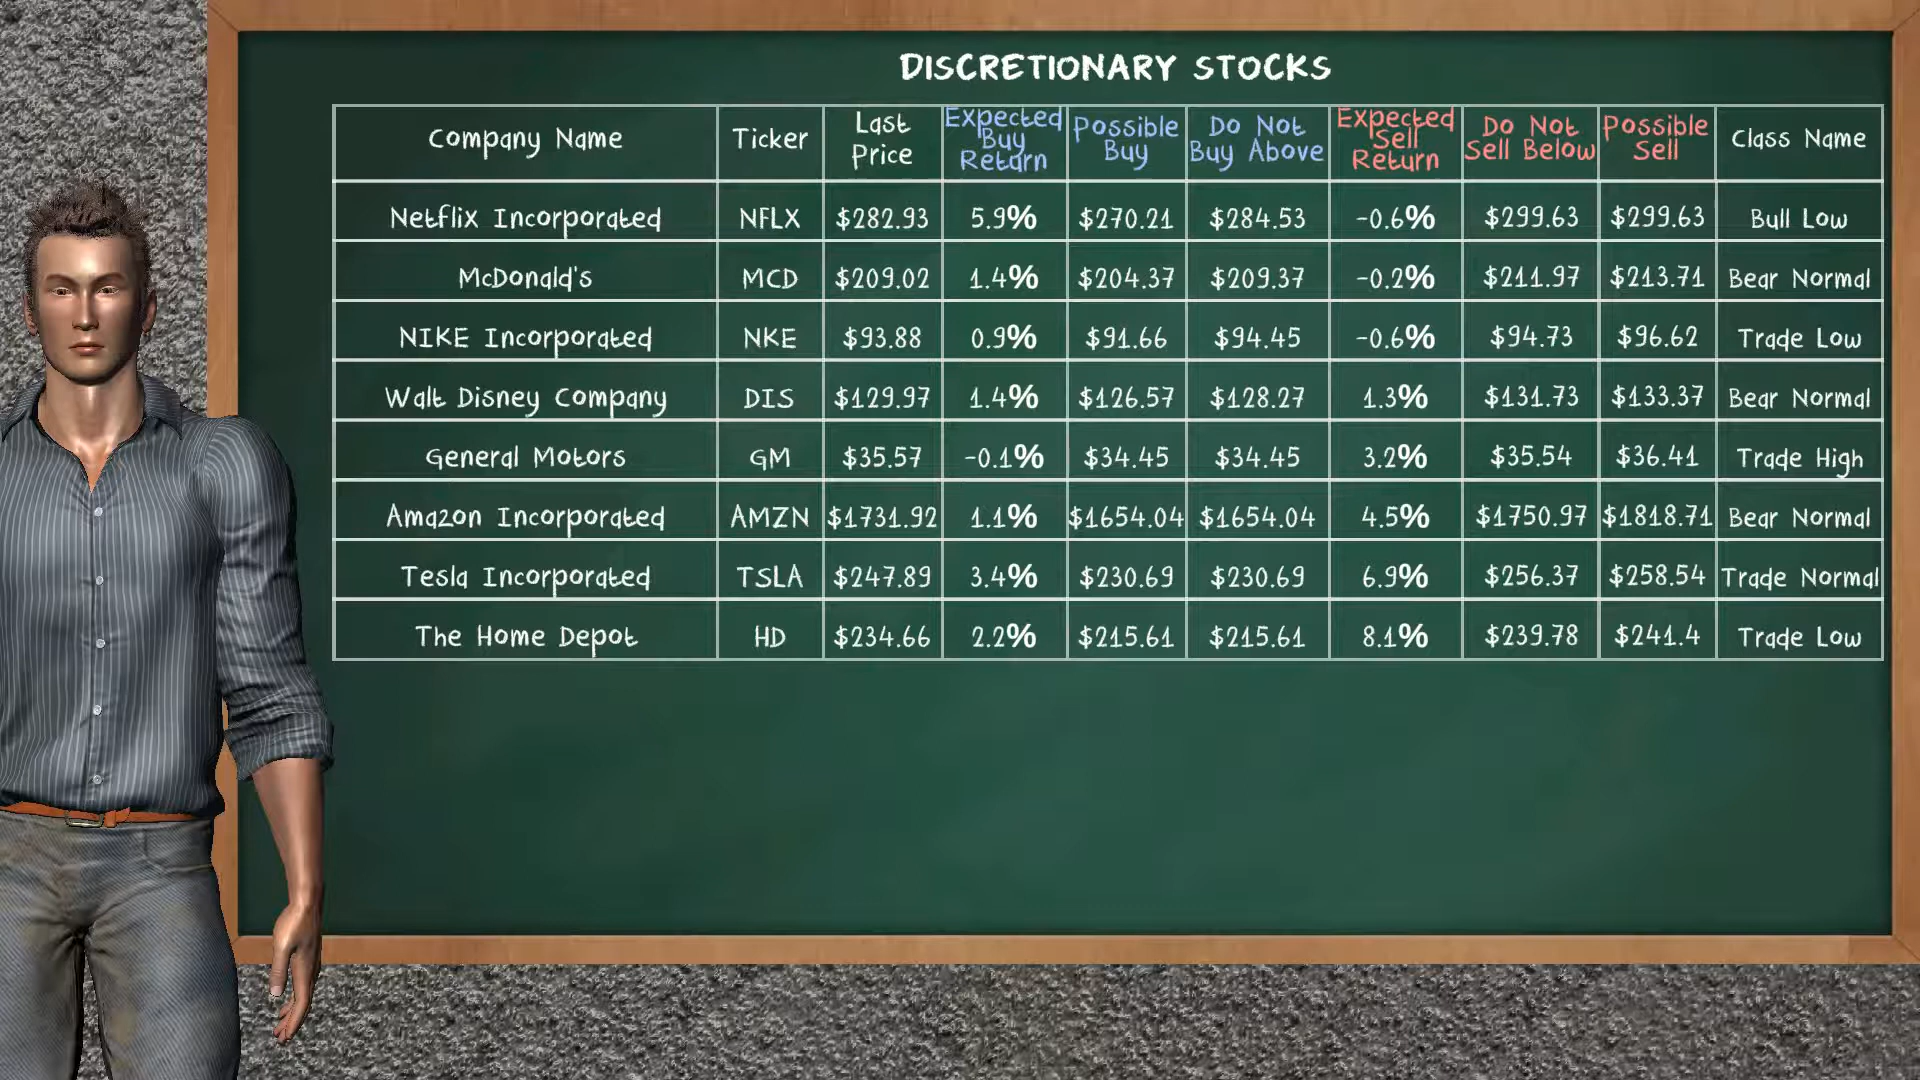 DISCRETIONARY STOCKS
Company Name Ticker Last Price Expected Buy Return Possible Buy Do Not Buy Above Expected Sell Return Do Not Sell Below Possible Sell Class Name
Netflix Incorporated NFLX $282.93 5.9% $270.21 $284.53 -0.6% $299.63 $299.63 Bull Low
McDonald's MCD $209.02 1.4% $204.37 $209.37 -0.2% $211.97 $213.71 Bear Normal
NIKE Incorporated NKE $93.88 0.9% $91.66 $94.45 -0.6% $94.73 $96.62 Trade Low
Walt Disney Company DIS $129.97 1.4% $126.57 $128.27 1.3% $131.73 $133.37 Bear Normal
General Motors GM $35.57 -0.1% $34.45 $34.45 3.2% $35.54 $36.41 Trade High
Amazon Incorporated AMZN $1731.92 1.1% $1654.04 $1654.04 4.5% $1750.97 $1818.71 Bear Normal
Tesla Incorporated TSLA $247.89 3.4% $230.69 $230.69 6.9% $256.37 $258.54 Trade Normal
The Home Depot HD $234.66 2.2% $215.61 $215.61 8.1% $239.78 $241.4 Trade Low